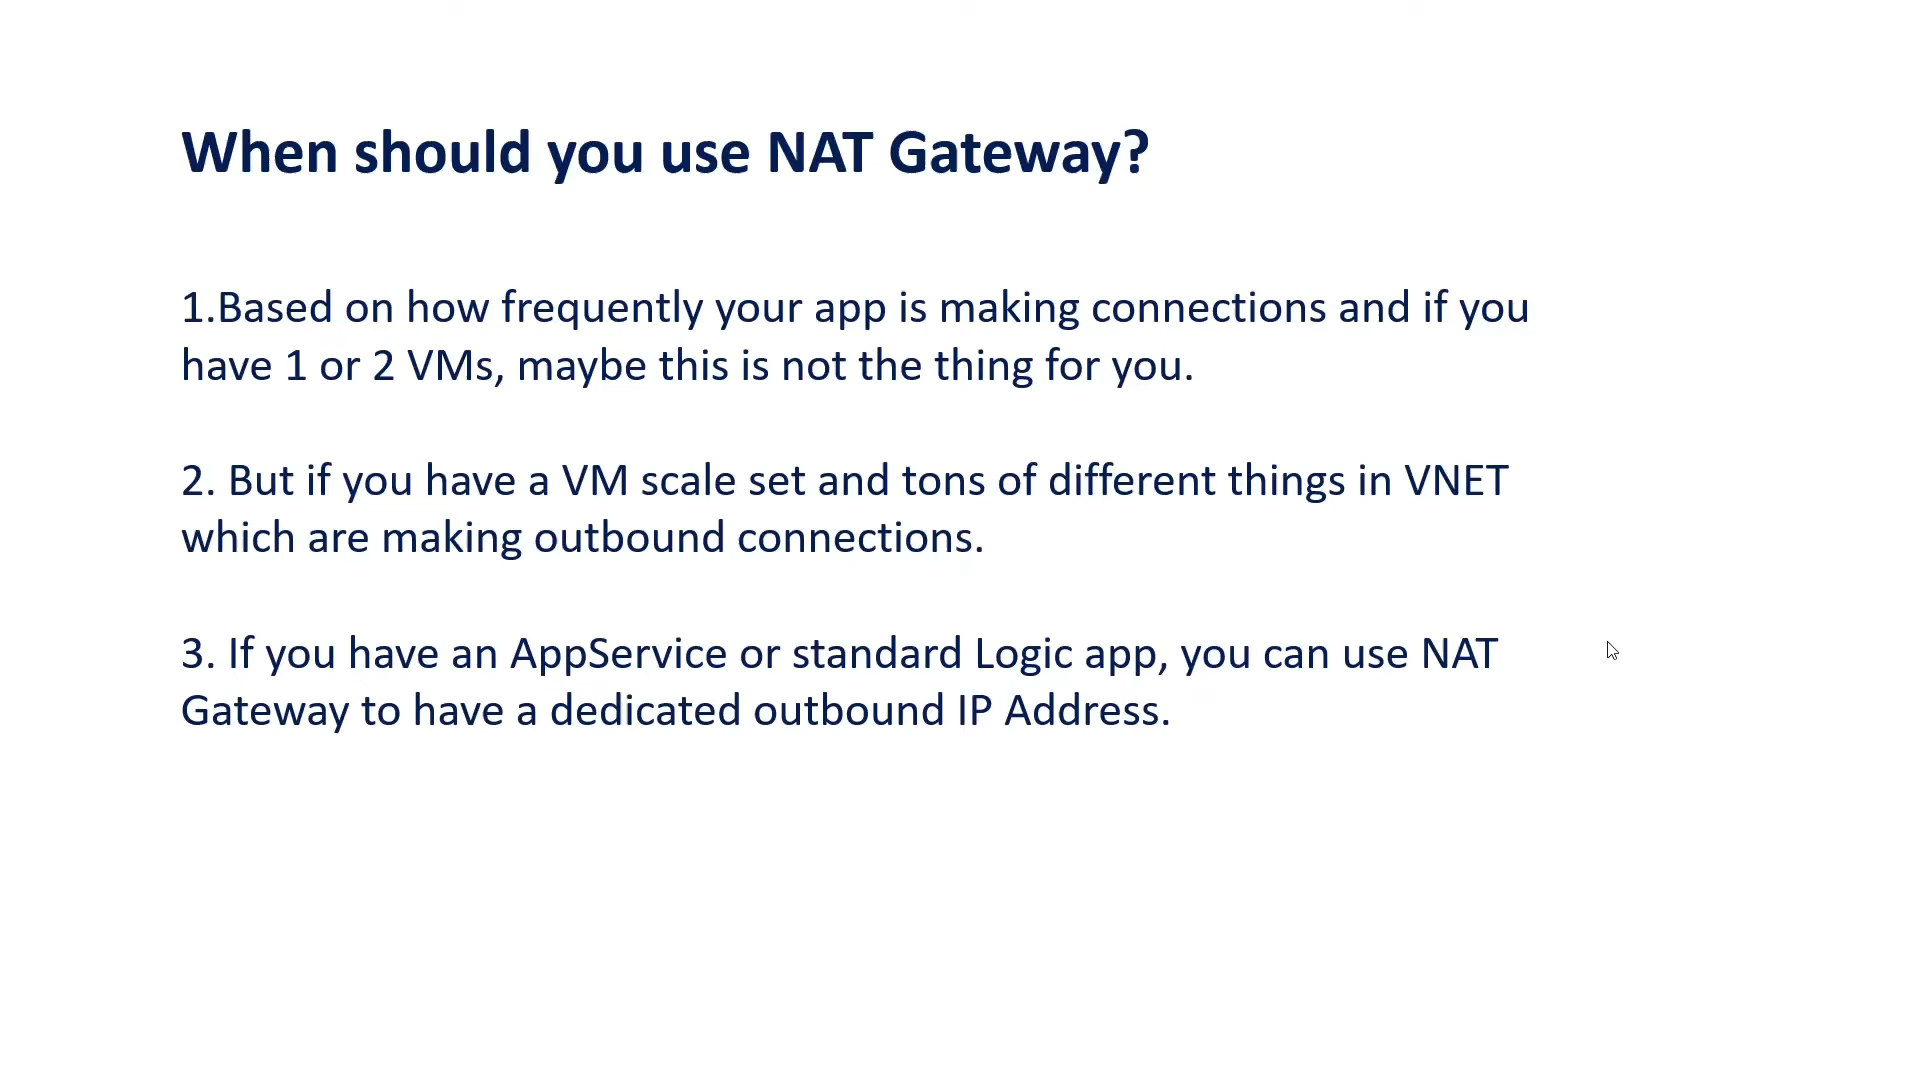 When should you use NAT Gateway?
1.Based on how frequently your app is making connections and if you
have 1 or 2 VMs, maybe this is not the thing for you.
2. But if you have a VM scale set and tons of different things in VNET
which are making outbound connections.
3. If you have an AppService or standard Logic app, you can use NAT
Gateway to have a dedicated outbound IP Address.